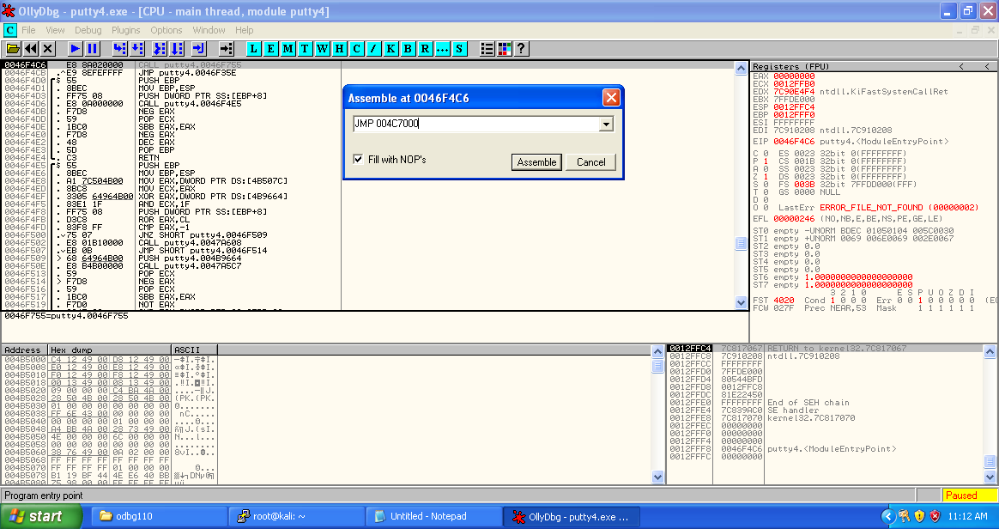 OllyDbg - putty4.exe - [CPU - main thread, module putty4]
C File View Debug Plugins Options Window Help
L E M T W H C / K B R ... S ?
0046F4C6 E8 8A020000 CALL putty4.0046F755
0046F4CB .^E9 8EFEFFFF JMP putty4.0046F35E
0046F4D0 $ 55 PUSH EBP
0046F4D1 . 8BEC MOV EBP,ESP
0046F4D3 . FF75 08 PUSH DWORD PTR SS:[EBP+8]
0046F4D6 . E8 0A000000 CALL putty4.0046F4E5
0046F4DB . F7D8 NEG EAX
0046F4DD . 59 POP ECX
0046F4DE . 1BC0 SBB EAX,EAX
0046F4E0 . F7D8 NEG EAX
0046F4E2 . 48 DEC EAX
0046F4E3 . 5D POP EBP
0046F4E4 . C3 RETN
0046F4E5 $ 55 PUSH EBP
0046F4E6 . 8BEC MOV EBP,ESP
0046F4E8 . A1 7C504B00 MOV EAX,DWORD PTR DS:[4B507C]
0046F4ED . 8BC8 MOV ECX,EAX
0046F4EF . 3305 64964B00 XOR EAX,DWORD PTR DS:[4B9664]
0046F4F5 . 83E1 1F AND ECX,1F
0046F4F8 . FF75 08 PUSH DWORD PTR SS:[EBP+8]
0046F4FB . D3C8 ROR EAX,CL
0046F4FD . 83F8 FF CMP EAX,-1
0046F500 .v75 07 JNZ SHORT putty4.0046F509
0046F502 . E8 01B10000 CALL putty4.0047A608
0046F507 .vEB 0B JMP SHORT putty4.0046F514
0046F509 > 68 64964B00 PUSH putty4.004B9664
0046F50E . E8 B4B00000 CALL putty4.0047A5C7
0046F513 . 59 POP ECX
0046F514 > F7D8 NEG EAX
0046F516 . 59 POP ECX
0046F517 . 1BC0 SBB EAX,EAX
0046F519 . F7D0 NOT EAX
0046F755=putty4.0046F755
Assemble at 0046F4C6
JMP 004C7000
Fill with NOP's
Assemble Cancel
Registers (FPU) < <
EAX 00000000
ECX 0012FFB0
EDX 7C90E4F4 ntdll.KiFastSystemCallRet
EBX 7FFDE000
ESP 0012FFC4
EBP 0012FFF0
ESI FFFFFFFF
EDI 7C910208 ntdll.7C910208
EIP 0046F4C6 putty4.<ModuleEntryPoint>
C 0 ES 0023 32bit 0(FFFFFFFF)
P 1 CS 001B 32bit 0(FFFFFFFF)
A 0 SS 0023 32bit 0(FFFFFFFF)
Z 1 DS 0023 32bit 0(FFFFFFFF)
S 0 FS 003B 32bit 7FFDD000(FFF)
T 0 GS 0000 NULL
D 0
O 0 LastErr ERROR_FILE_NOT_FOUND (00000002)
EFL 00000246 (NO,NB,E,BE,NS,PE,GE,LE)
ST0 empty -UNORM BDEC 01050104 005C0030
ST1 empty +UNORM 0069 006E0069 002E0067
ST2 empty 0.0
ST3 empty 0.0
ST4 empty 0.0
ST5 empty 0.0
ST6 empty 1.0000000000000000000
ST7 empty 1.0000000000000000000
3 2 1 0 E S P U O Z D I
FST 4020 Cond 1 0 0 0 Err 0 0 1 0 0 0 0 0 (EQ
FCW 027F Prec NEAR,53 Mask 1 1 1 1 1 1
Address Hex dump ASCII
004B5000 C4 12 49 00 D8 12 49 00
004B5008 E0 12 49 00 E8 12 49 00
004B5010 F0 12 49 00 F8 12 49 00
004B5018 00 13 49 00 08 13 49 00
004B5020 09 00 00 00 C4 BA 4A 00
004B5028 28 50 4B 00 28 50 4B 00 (PK.(PK.
004B5030 01 00 00 00 00 00 00 00
004B5038 FF 6E 43 00 00 00 00 00 nC.....
004B5040 00 00 00 00 01 00 00 00
004B5048 A4 BB 4A 00 28 73 49 00 ñ╗J.(sI.
004B5050 4E 00 00 00 6C 00 00 00 N...l...
004B5058 00 00 00 00 00 00 00 00 ........
004B5060 38 76 49 00 0A 02 00 00
004B5068 FF FF FF FF FF FF FF FF
004B5070 FF FF FF FF 01 00 00 00
004B5078 B1 19 BF 44 4E E6 40 BB
0012FFC4 7C817067 RETURN to kernel32.7C817067
0012FFC8 7C910208 ntdll.7C910208
0012FFCC FFFFFFFF
0012FFD0 7FFDE000
0012FFD4 80544BFD
0012FFD8 0012FFC8
0012FFDC 81E22450
0012FFE0 FFFFFFFF End of SEH chain
0012FFE4 7C839AC0 SE handler
0012FFE8 7C817070 kernel32.7C817070
0012FFEC 00000000
0012FFF0 00000000
0012FFF4 00000000
0012FFF8 0046F4C6 putty4.<ModuleEntryPoint>
0012FFFC 00000000
Program entry point Paused
start odbg110 root@kali: ~ Untitled - Notepad OllyDbg - putty4.exe ... 11:12 AM